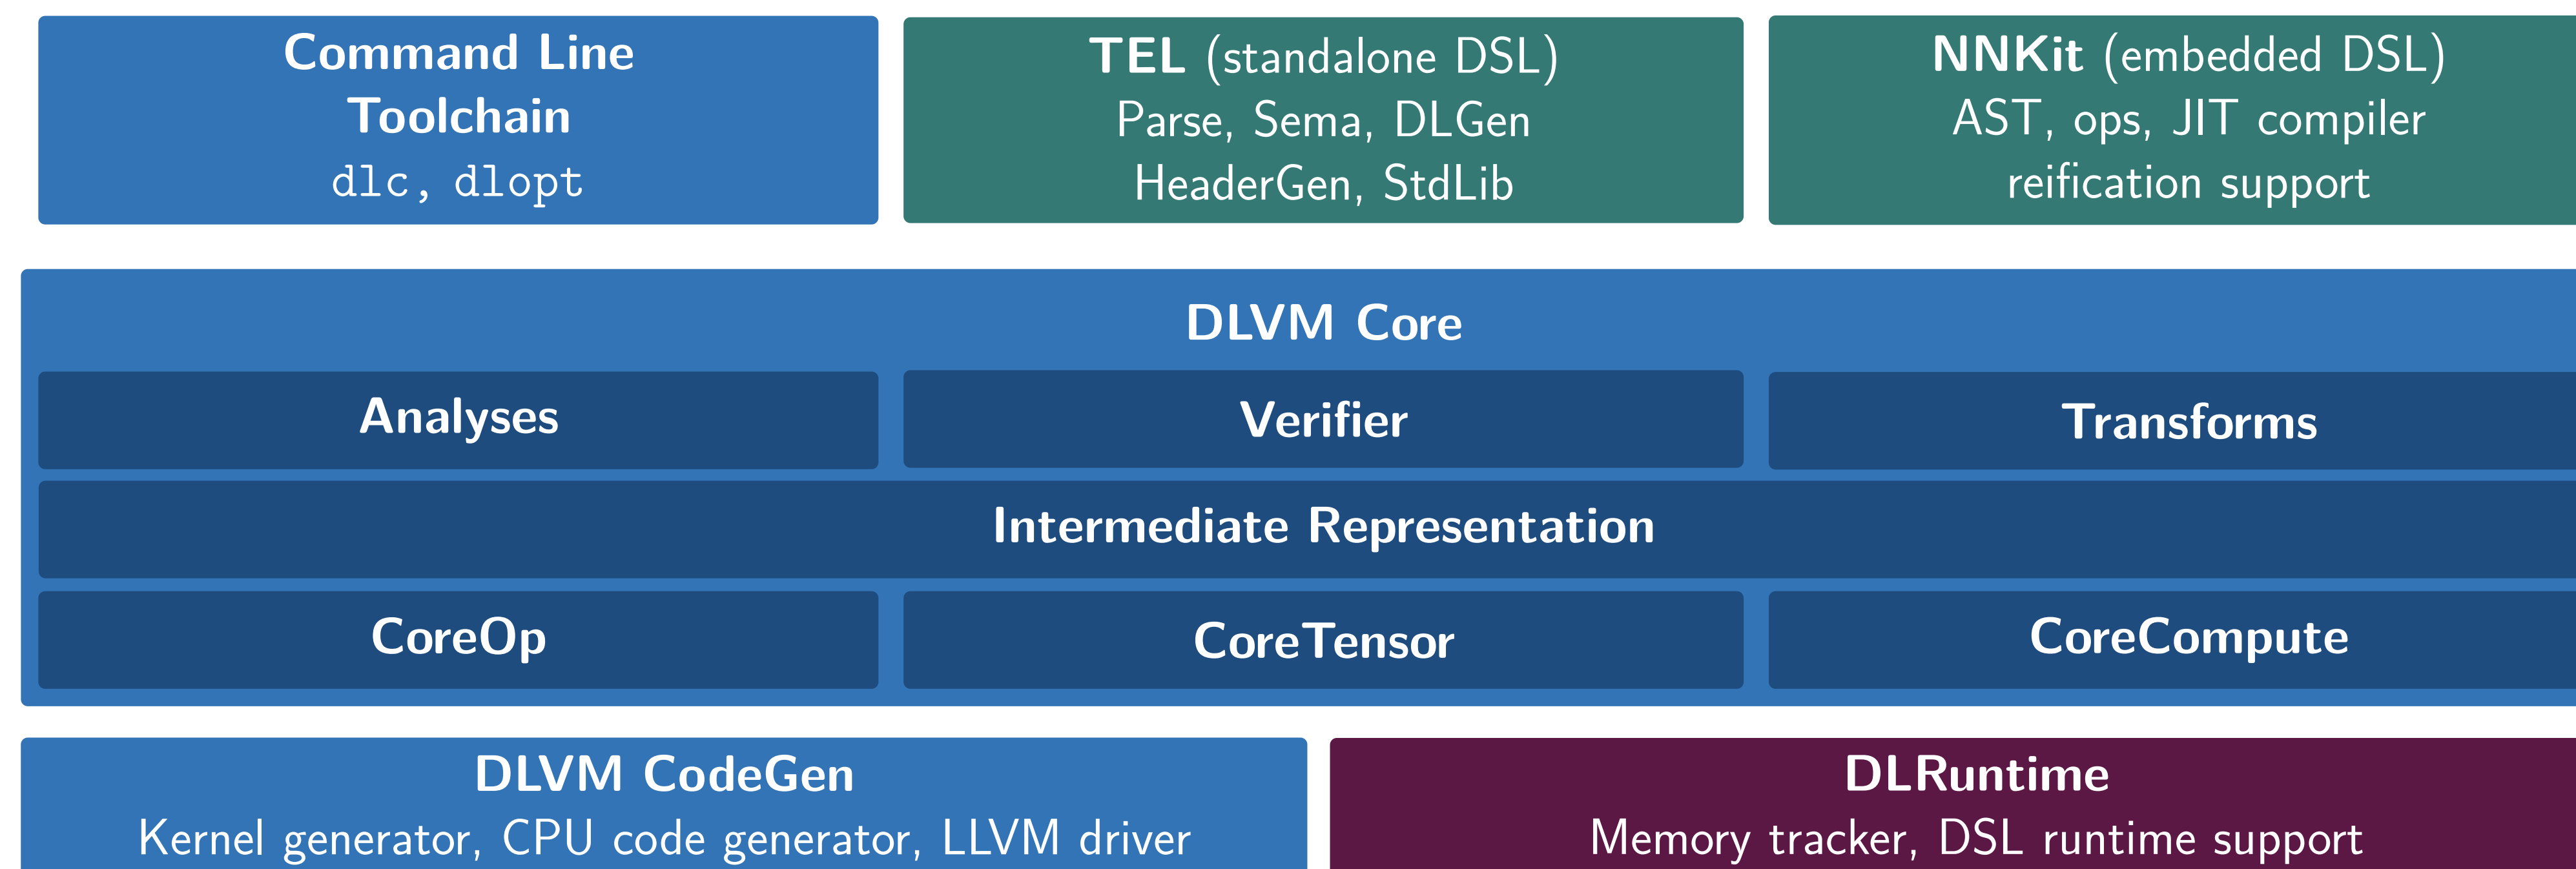 Command Line
Toolchain
dlc, dlopt
TEL (standalone DSL)
Parse, Sema, DLGen
HeaderGen, StdLib
NNKit (embedded DSL)
AST, ops, JIT compiler
reification support
DLVM Core
Analyses
Verifier
Transforms
Intermediate Representation
CoreOp
CoreTensor
CoreCompute
DLVM CodeGen
Kernel generator, CPU code generator, LLVM driver
DLRuntime
Memory tracker, DSL runtime support